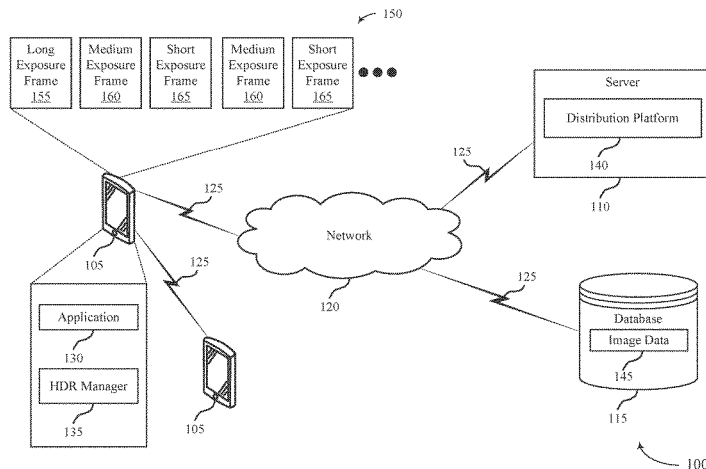 150
Long
Exposure
Frame
155
Medium
Exposure
Frame
160
Short
Exposure
Frame
165
Medium
Exposure
Frame
160
Short
Exposure
Frame
165
Server
Distribution Platform
140
110
125
125
Network
120
105
125
125
Application
130
HDR Manager
135
105
Database
Image Data
145
115
100